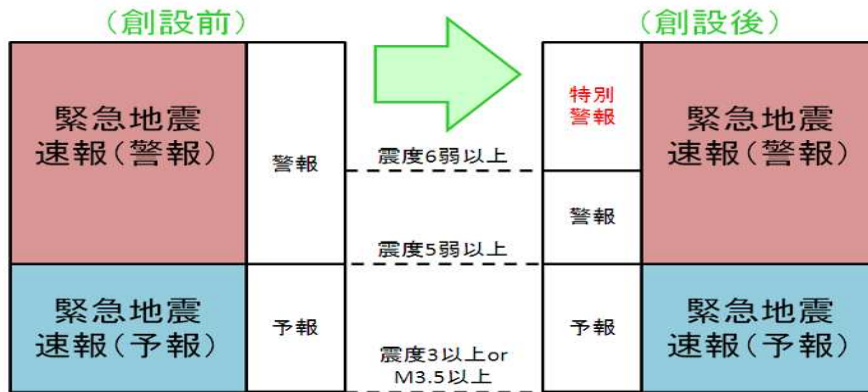 (創設前)
(創設後)
緊急地震
速報(警報)
警報
震度6弱以上
特別
警報
緊急地震
速報(警報)
震度5弱以上
警報
緊急地震
速報(予報)
予報
震度3以上or
M3.5以上
予報
緊急地震
速報(予報)